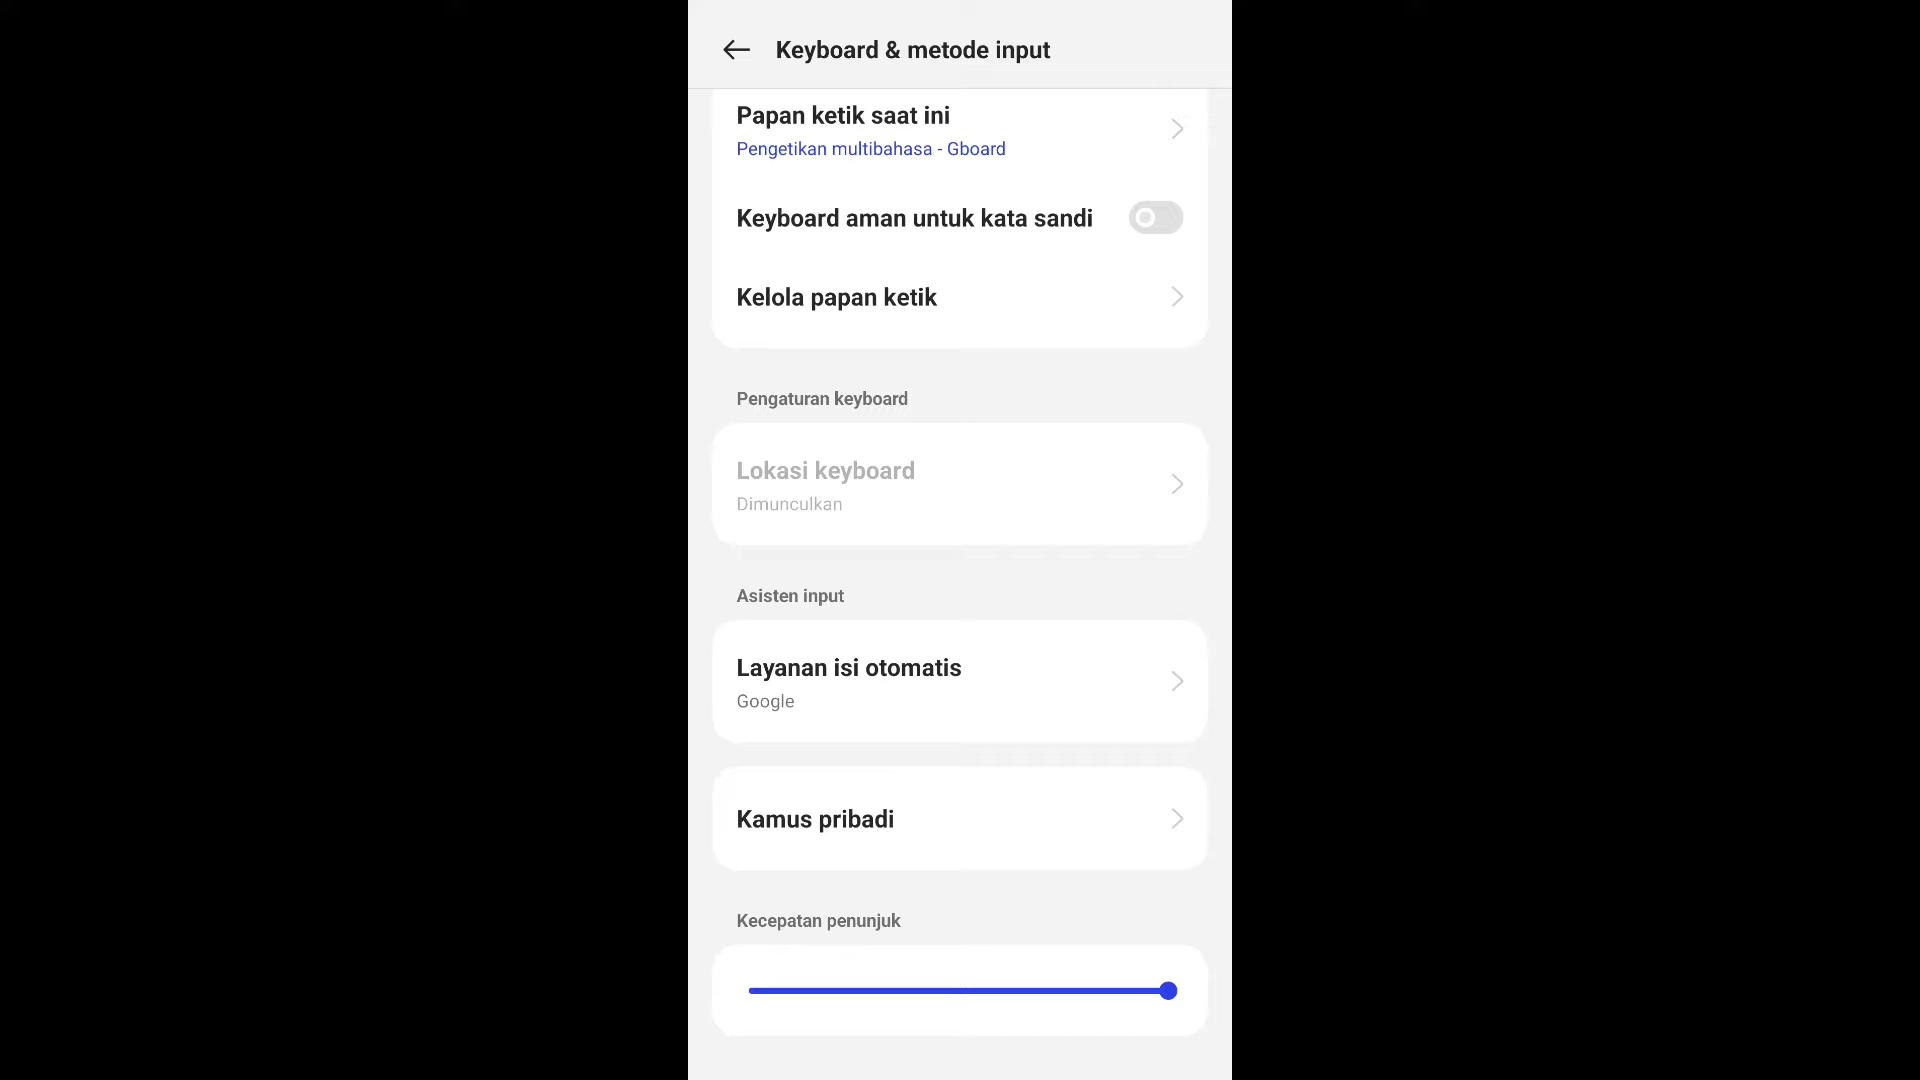 Keyboard & metode input
Papan ketik saat ini
Pengetikan multibahasa - Gboard
Keyboard aman untuk kata sandi
Kelola papan ketik
Pengaturan keyboard
Lokasi keyboard
Dimunculkan
Asisten input
Layanan isi otomatis
Google
Kamus pribadi
Kecepatan penunjuk